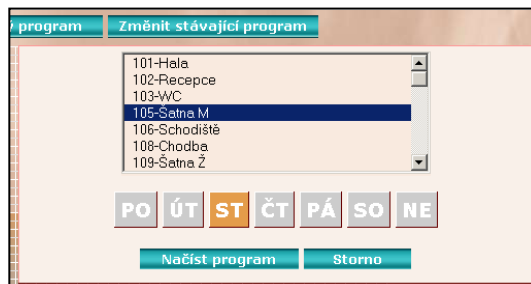 program Změnit stávající program
101-Hala
102-Recepce
103-WC
105-Šatna M
106-Schodiště
108-Chodba
109-Šatna Ž
PO ÚT ST ČT PÁ SO NE
Načíst program Storno